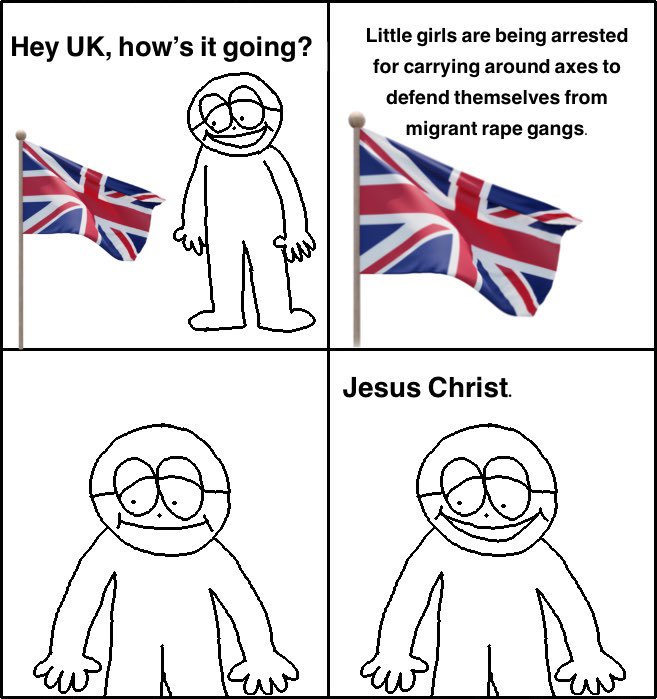 Hey UK, how’s it going?
Little girls are being arrested
for carrying around axes to
defend themselves from
migrant rape gangs.
Jesus Christ.